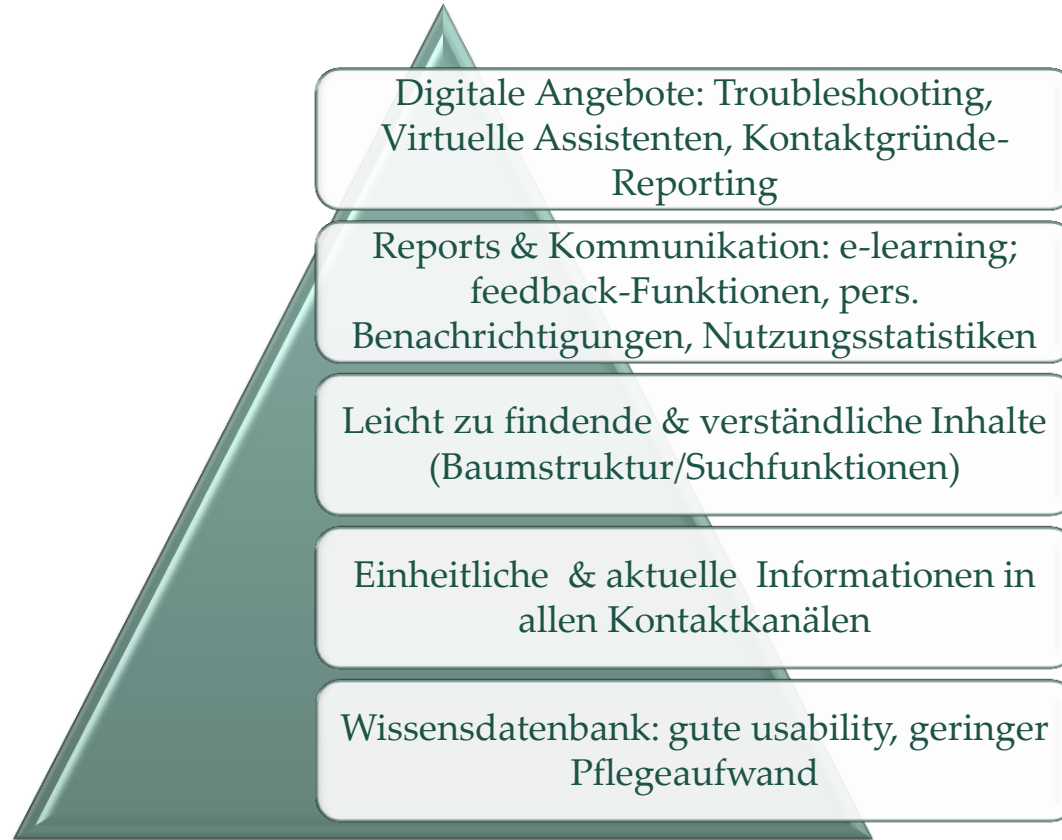 Digitale Angebote: Troubleshooting,
Virtuelle Assistenten, Kontaktgründe-
Reporting
Reports & Kommunikation: e-learning;
feedback-Funktionen, pers.
Benachrichtigungen, Nutzungsstatistiken
Leicht zu findende & verständliche Inhalte
(Baumstruktur/Suchfunktionen)
Einheitliche & aktuelle Informationen in
allen Kontaktkanälen
Wissensdatenbank: gute usability, geringer
Pflegeaufwand